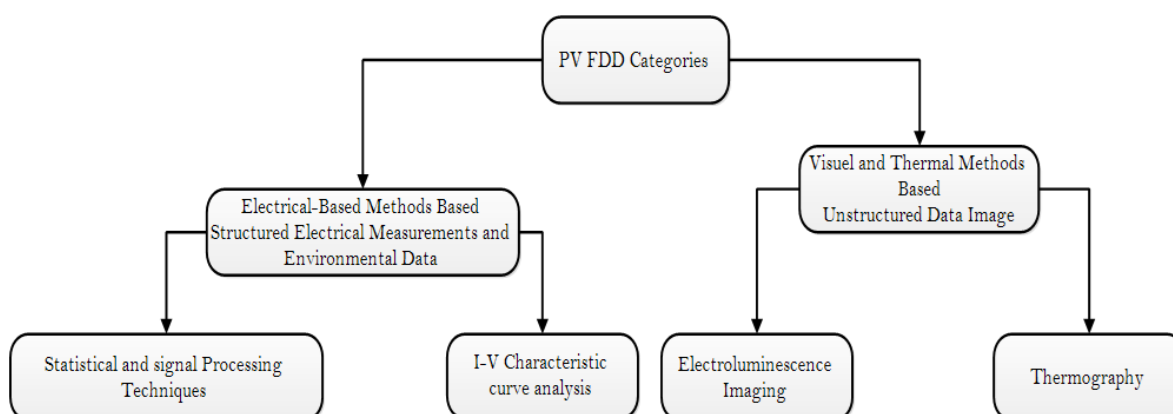 PV FDD Categories
Visuel and Thermal Methods
Based
Unstructured Data Image
Electrical-Based Methods Based
Structured Electrical Measurements and
Environmental Data
Statistical and signal Processing
Techniques
I-V Characteristic
curve analysis
Electroluminescence
Imaging
Thermography